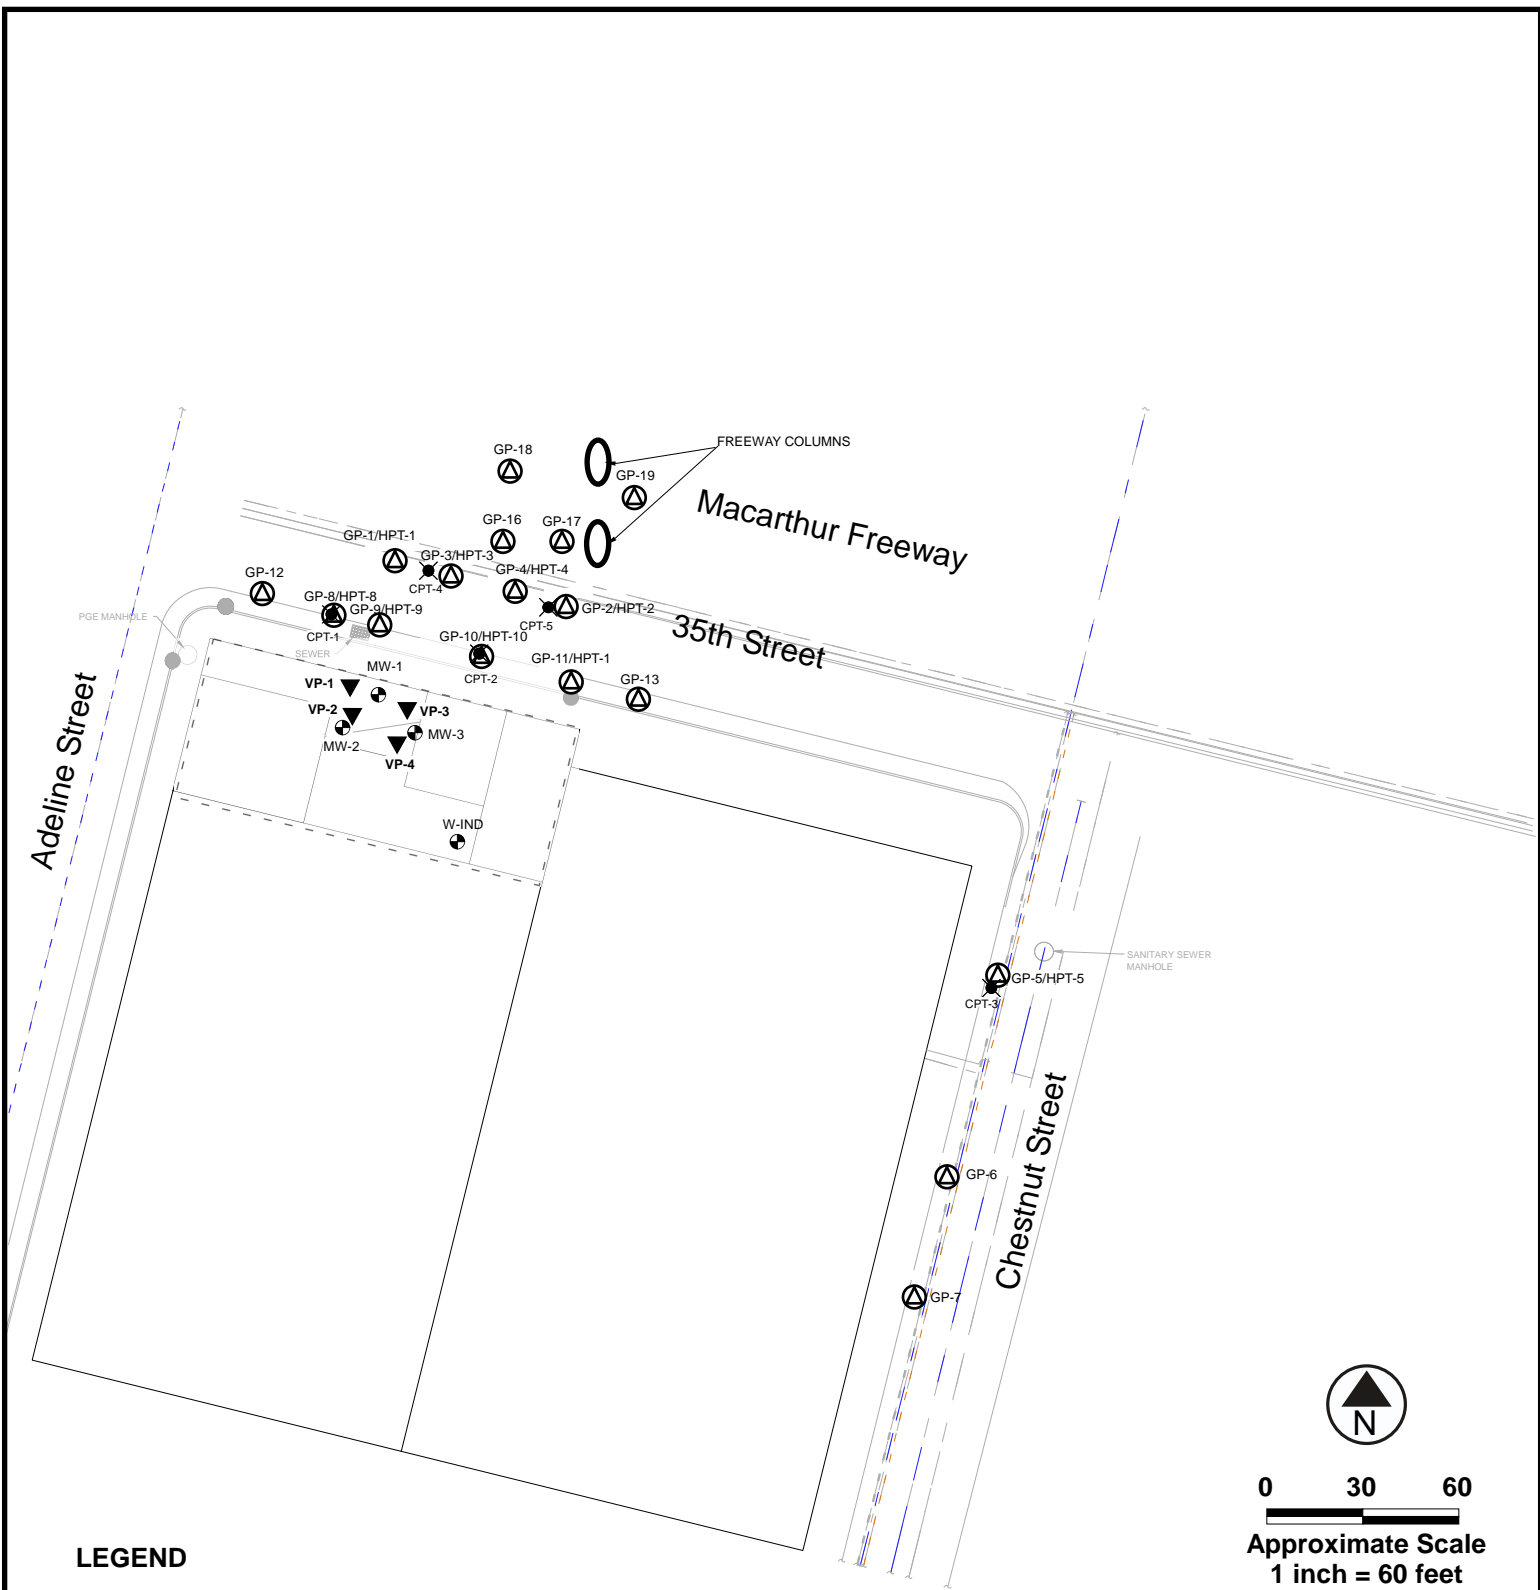 FREEWAY COLUMNS
GP-18
GP-19
Macarthur Freeway
GP-16
GP-17
GP-1/HPT-1
GP-3/HPT-3
CPT-4
GP-4/HPT-4
GP-12
GP-8/HPT-8
GP-9/HPT-9
GP-2/HPT-2
CPT-5
PGE MANHOLE
CPT-1
SEWER
GP-10/HPT-10
CPT-2
35th Street
GP-11/HPT-1
GP-13
MW-1
VP-1
VP-2
VP-3
MW-2
MW-3
VP-4
W-IND
Adeline Street
SANITARY SEWER
MANHOLE
GP-5/HPT-5
CPT-3
Chestnut Street
GP-6
GP-7
N
0 30 60
Approximate Scale
1 inch = 60 feet
LEGEND